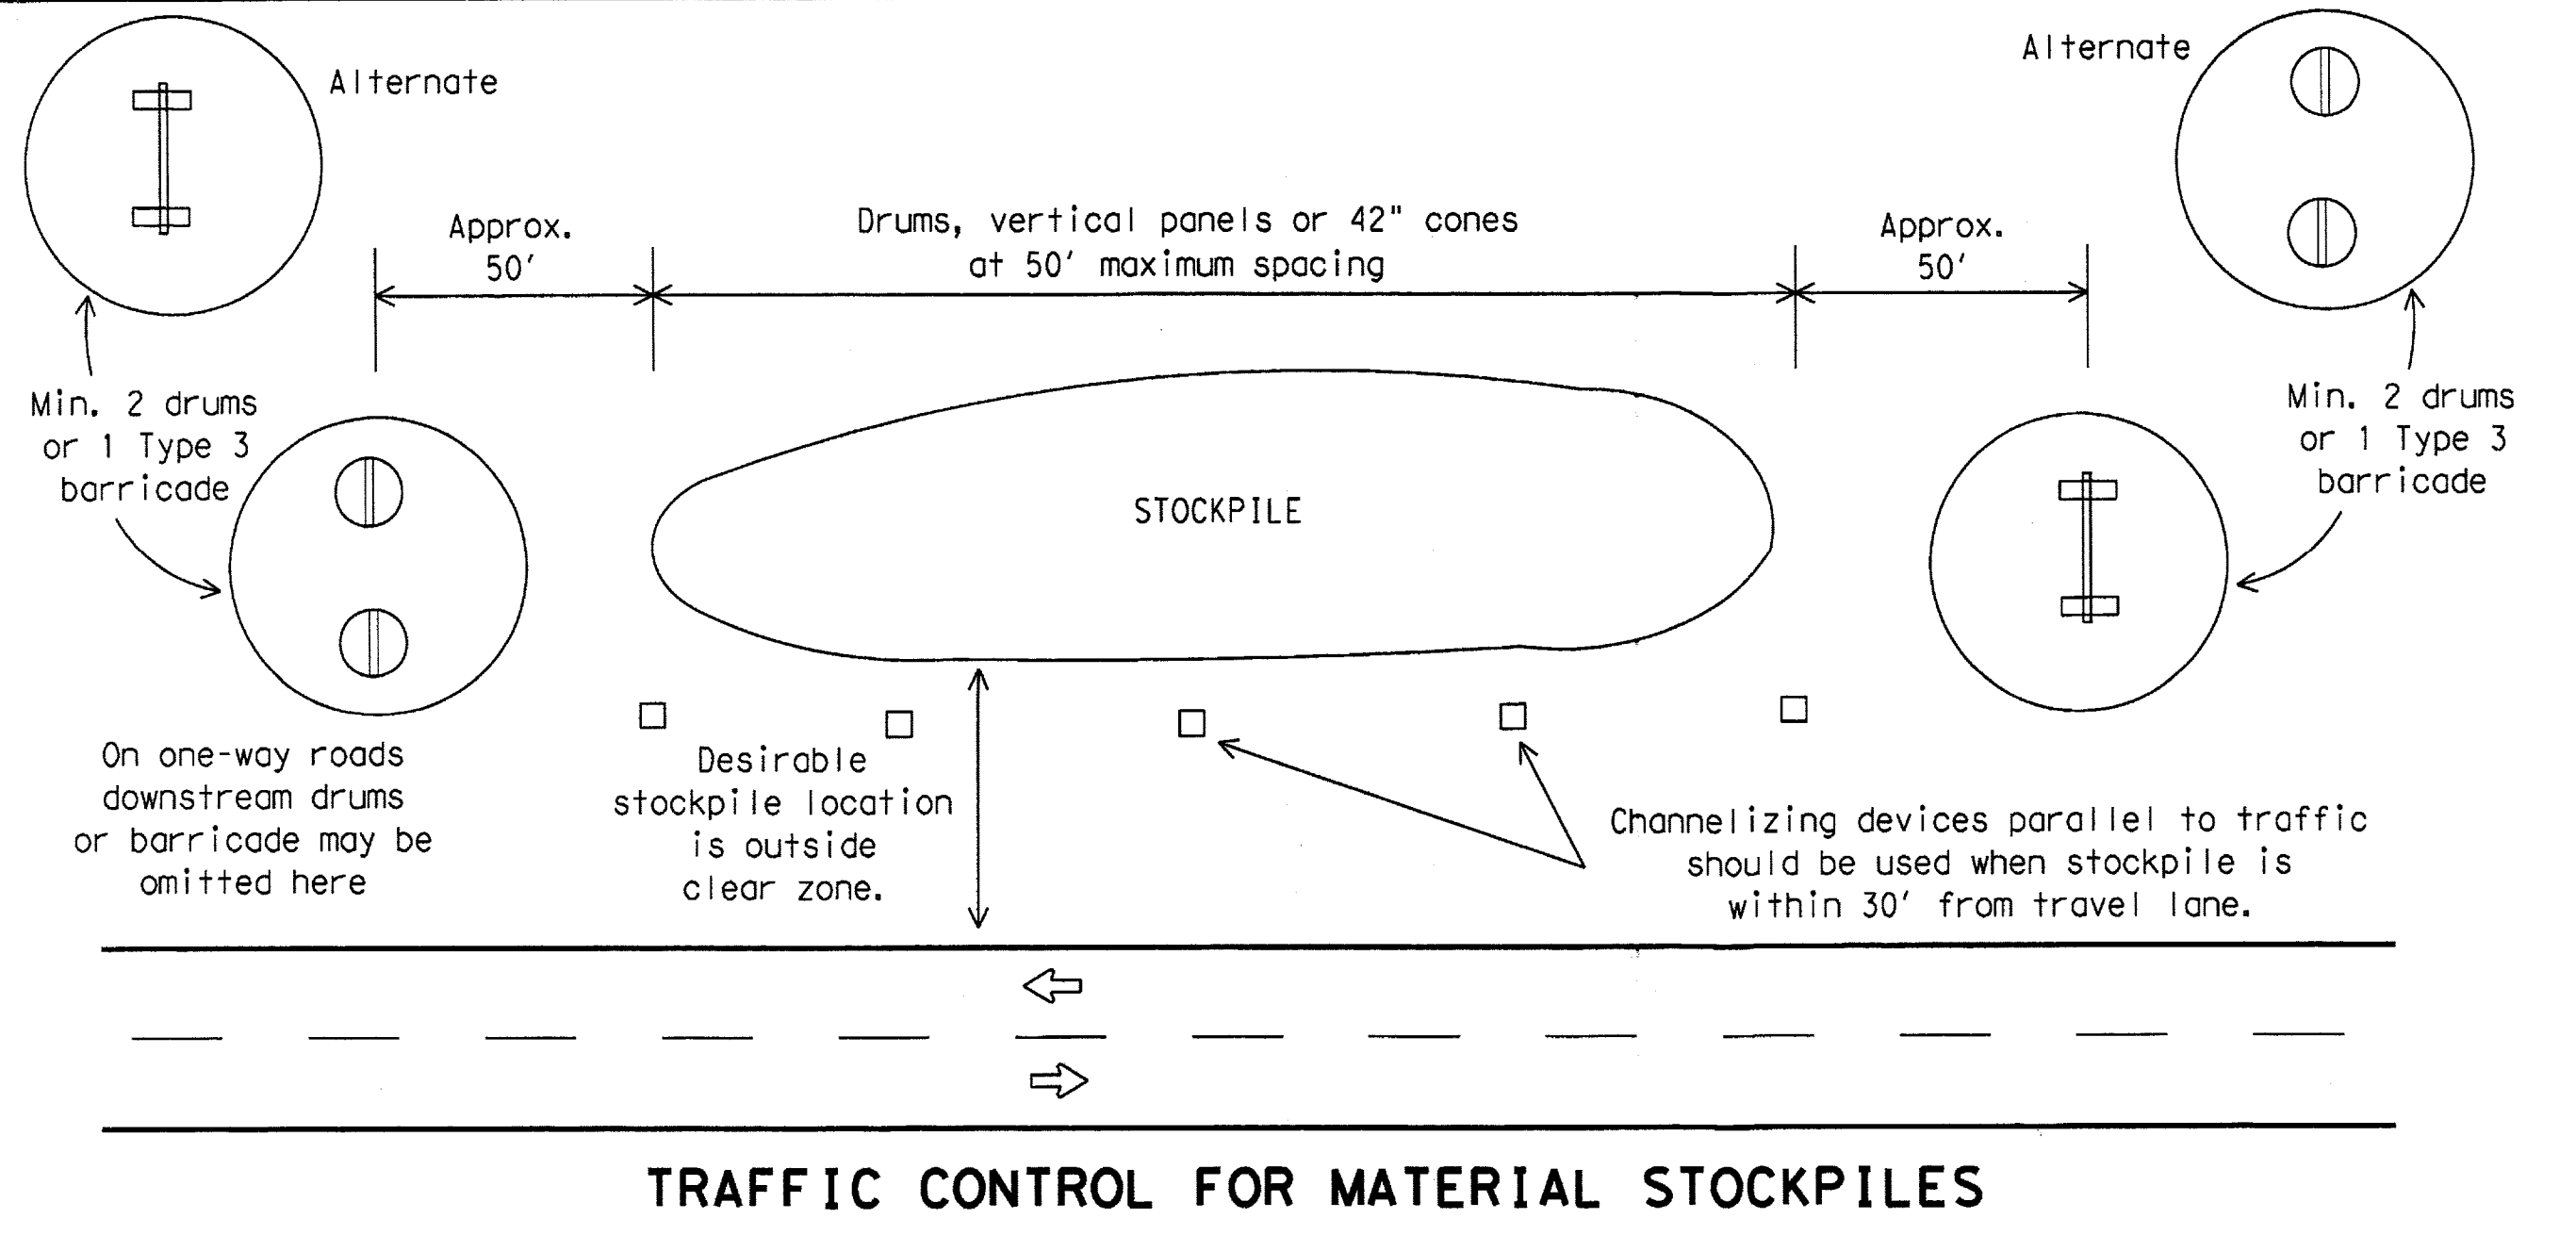 Alternate
Alternate
Approx.
50'
Drums, vertical panels or 42" cones
at 50' maximum spacing
Approx.
50'
Min. 2 drums
or 1 Type 3
barricade
Min. 2 drums
or 1 Type 3
barricade
STOCKPILE
On one-way roads
downstream drums
or barricade may be
omitted here
Desirable
stockpile location
is outside
clear zone.
Channelizing devices parallel to traffic
should be used when stockpile is
within 30' from travel lane.
TRAFFIC CONTROL FOR MATERIAL STOCKPILES